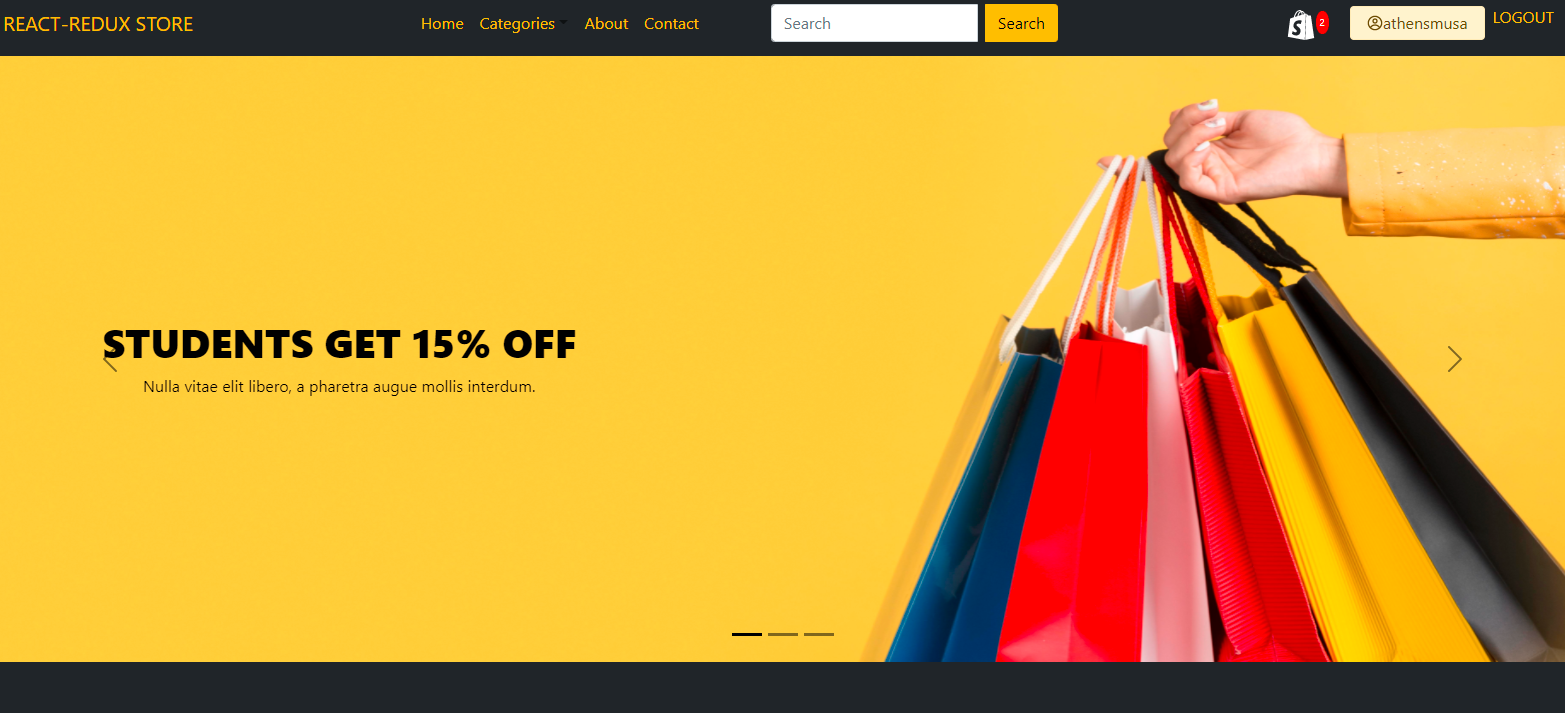 REACT-REDUX STORE
Home Categories About Contact
Search
Search
2
athensmusa
LOGOUT
STUDENTS GET 15% OFF
Nulla vitae elit libero, a pharetra augue mollis interdum.